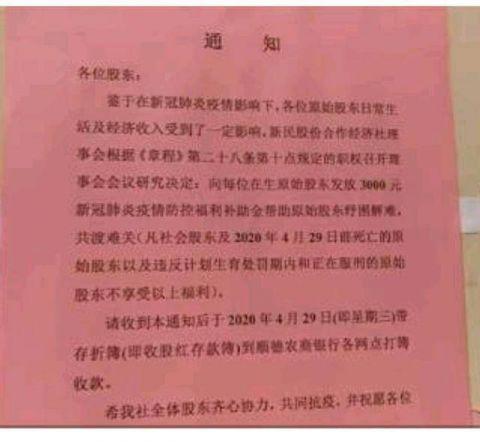 通 知
各位股东：
鉴于在新冠肺炎疫情影响下，各位原始股东日常生
活及经济收入受到了一定影响，新民股份合作经济社理
事会根据《章程》第二十八条第十点规定的职权召开理
事会会议研究决定：向每位在生原始股东发放 3000 元
新冠肺炎疫情防控福利补助金帮助原始股东纾困解难，
共渡难关（凡社会股东及 2020 年 4 月 29 日前死亡的原
始股东以及违反计划生育处罚期内和正在服刑的原始
股东不享受以上福利）。
请收到本通知后于 2020 年 4 月 29 日(即星期三)带
存折簿(即收股红存款簿)到顺德农商银行各网点打簿
收款。
希我社全体股东齐心协力，共同抗疫，并祝愿各位